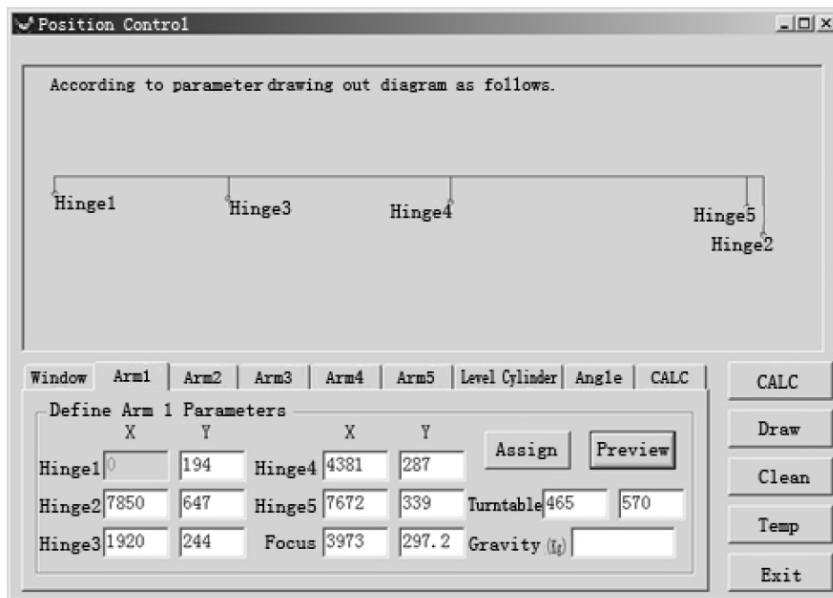 Position Control
According to parameter drawing out diagram as follows.
Hinge1
Hinge3
Hinge4
Hinge5
Hinge2
Window Arm1 Arm2 Arm3 Arm4 Arm5 Level Cylinder Angle CALC
Define Arm 1 Parameters
X Y X Y
Hinge1 0 194 Hinge4 4381 287 Assign Preview
Hinge2 7850 647 Hinge5 7672 339 Turntable 465 570
Hinge3 1920 244 Focus 3973 297.2 Gravity (Kg)
CALC
Draw
Clean
Temp
Exit